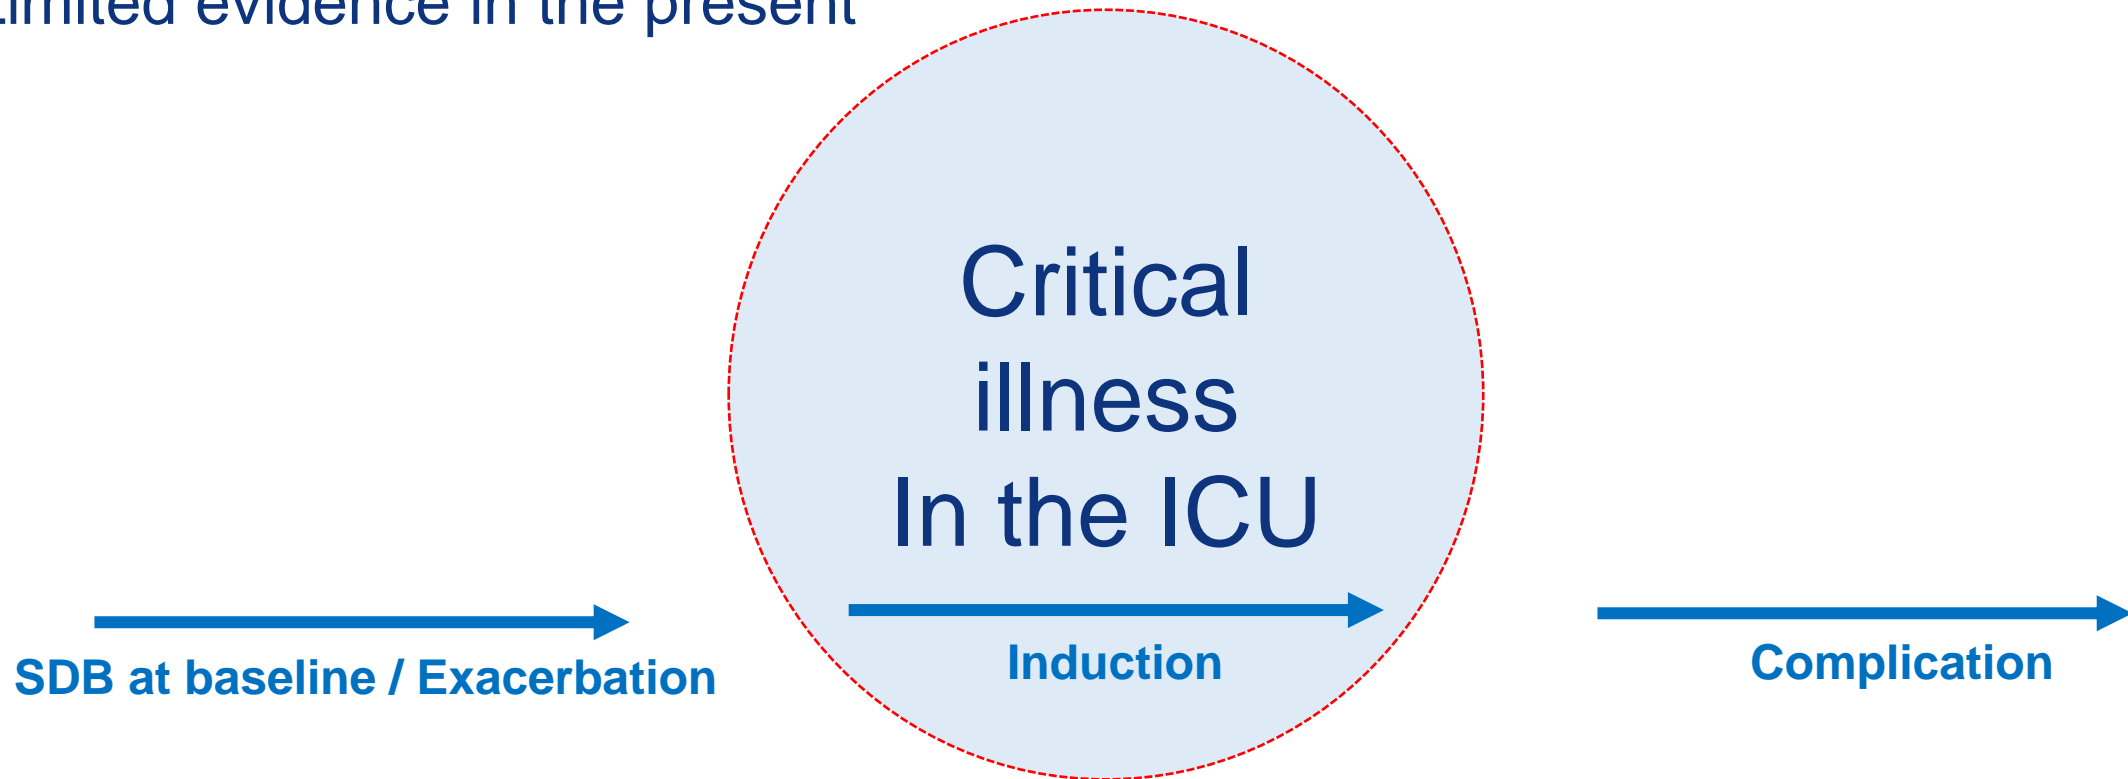 Limited evidence in the present
Critical
illness
In the ICU
SDB at baseline / Exacerbation
Induction
Complication